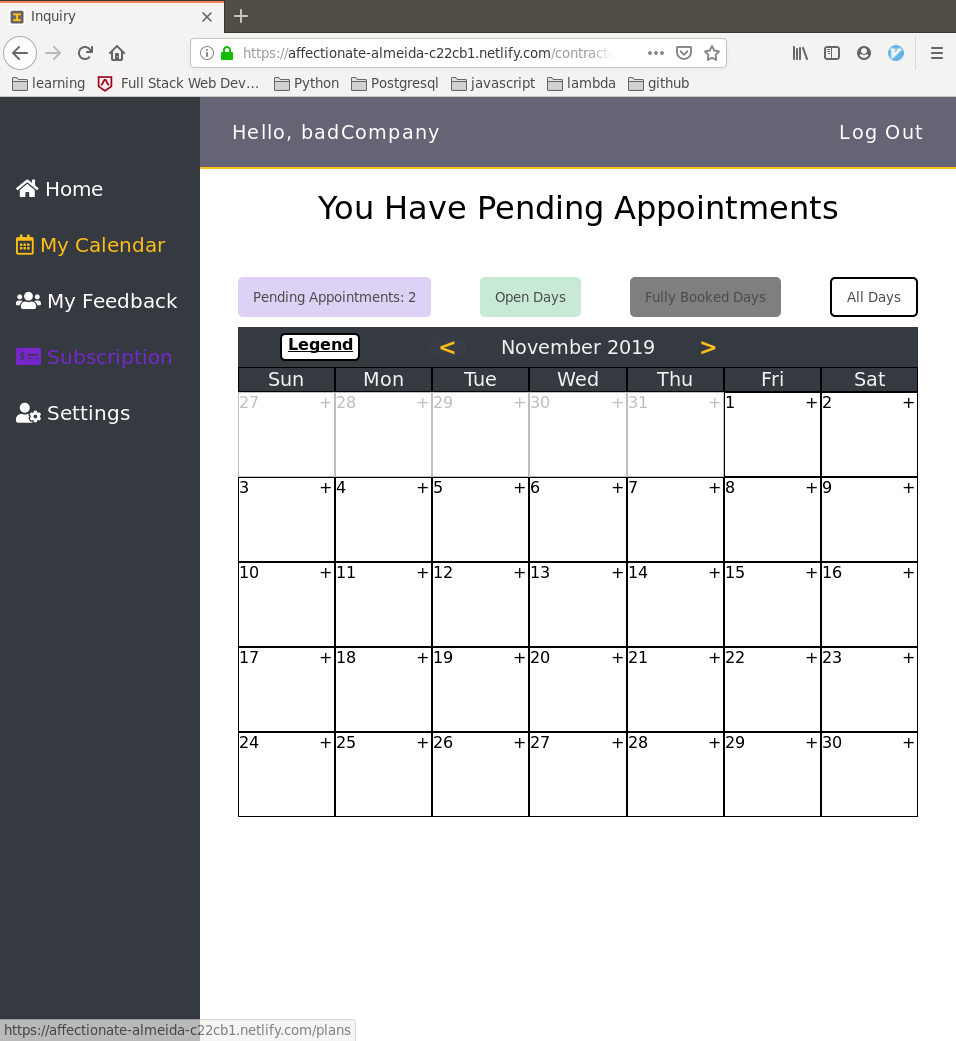 Inquiry
https://affectionate-almeida-c22cb1.netlify.com/contract
learning Full Stack Web Dev… Python Postgresql javascript lambda github
Hello, badCompany Log Out
Home
My Calendar
My Feedback
Subscription
Settings
You Have Pending Appointments
Pending Appointments: 2 Open Days Fully Booked Days All Days
Legend < November 2019 >
Sun Mon Tue Wed Thu Fri Sat
27 + 28 + 29 + 30 + 31 + 1 + 2 +
3 + 4 + 5 + 6 + 7 + 8 + 9 +
10 + 11 + 12 + 13 + 14 + 15 + 16 +
17 + 18 + 19 + 20 + 21 + 22 + 23 +
24 + 25 + 26 + 27 + 28 + 29 + 30 +
https://affectionate-almeida-c22cb1.netlify.com/plans